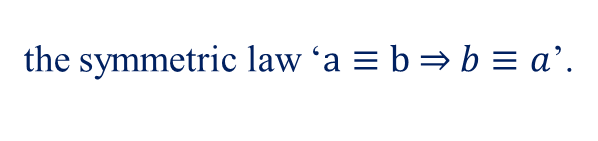 the symmetric law ‘a ≡ b ⇒ b ≡ a’.